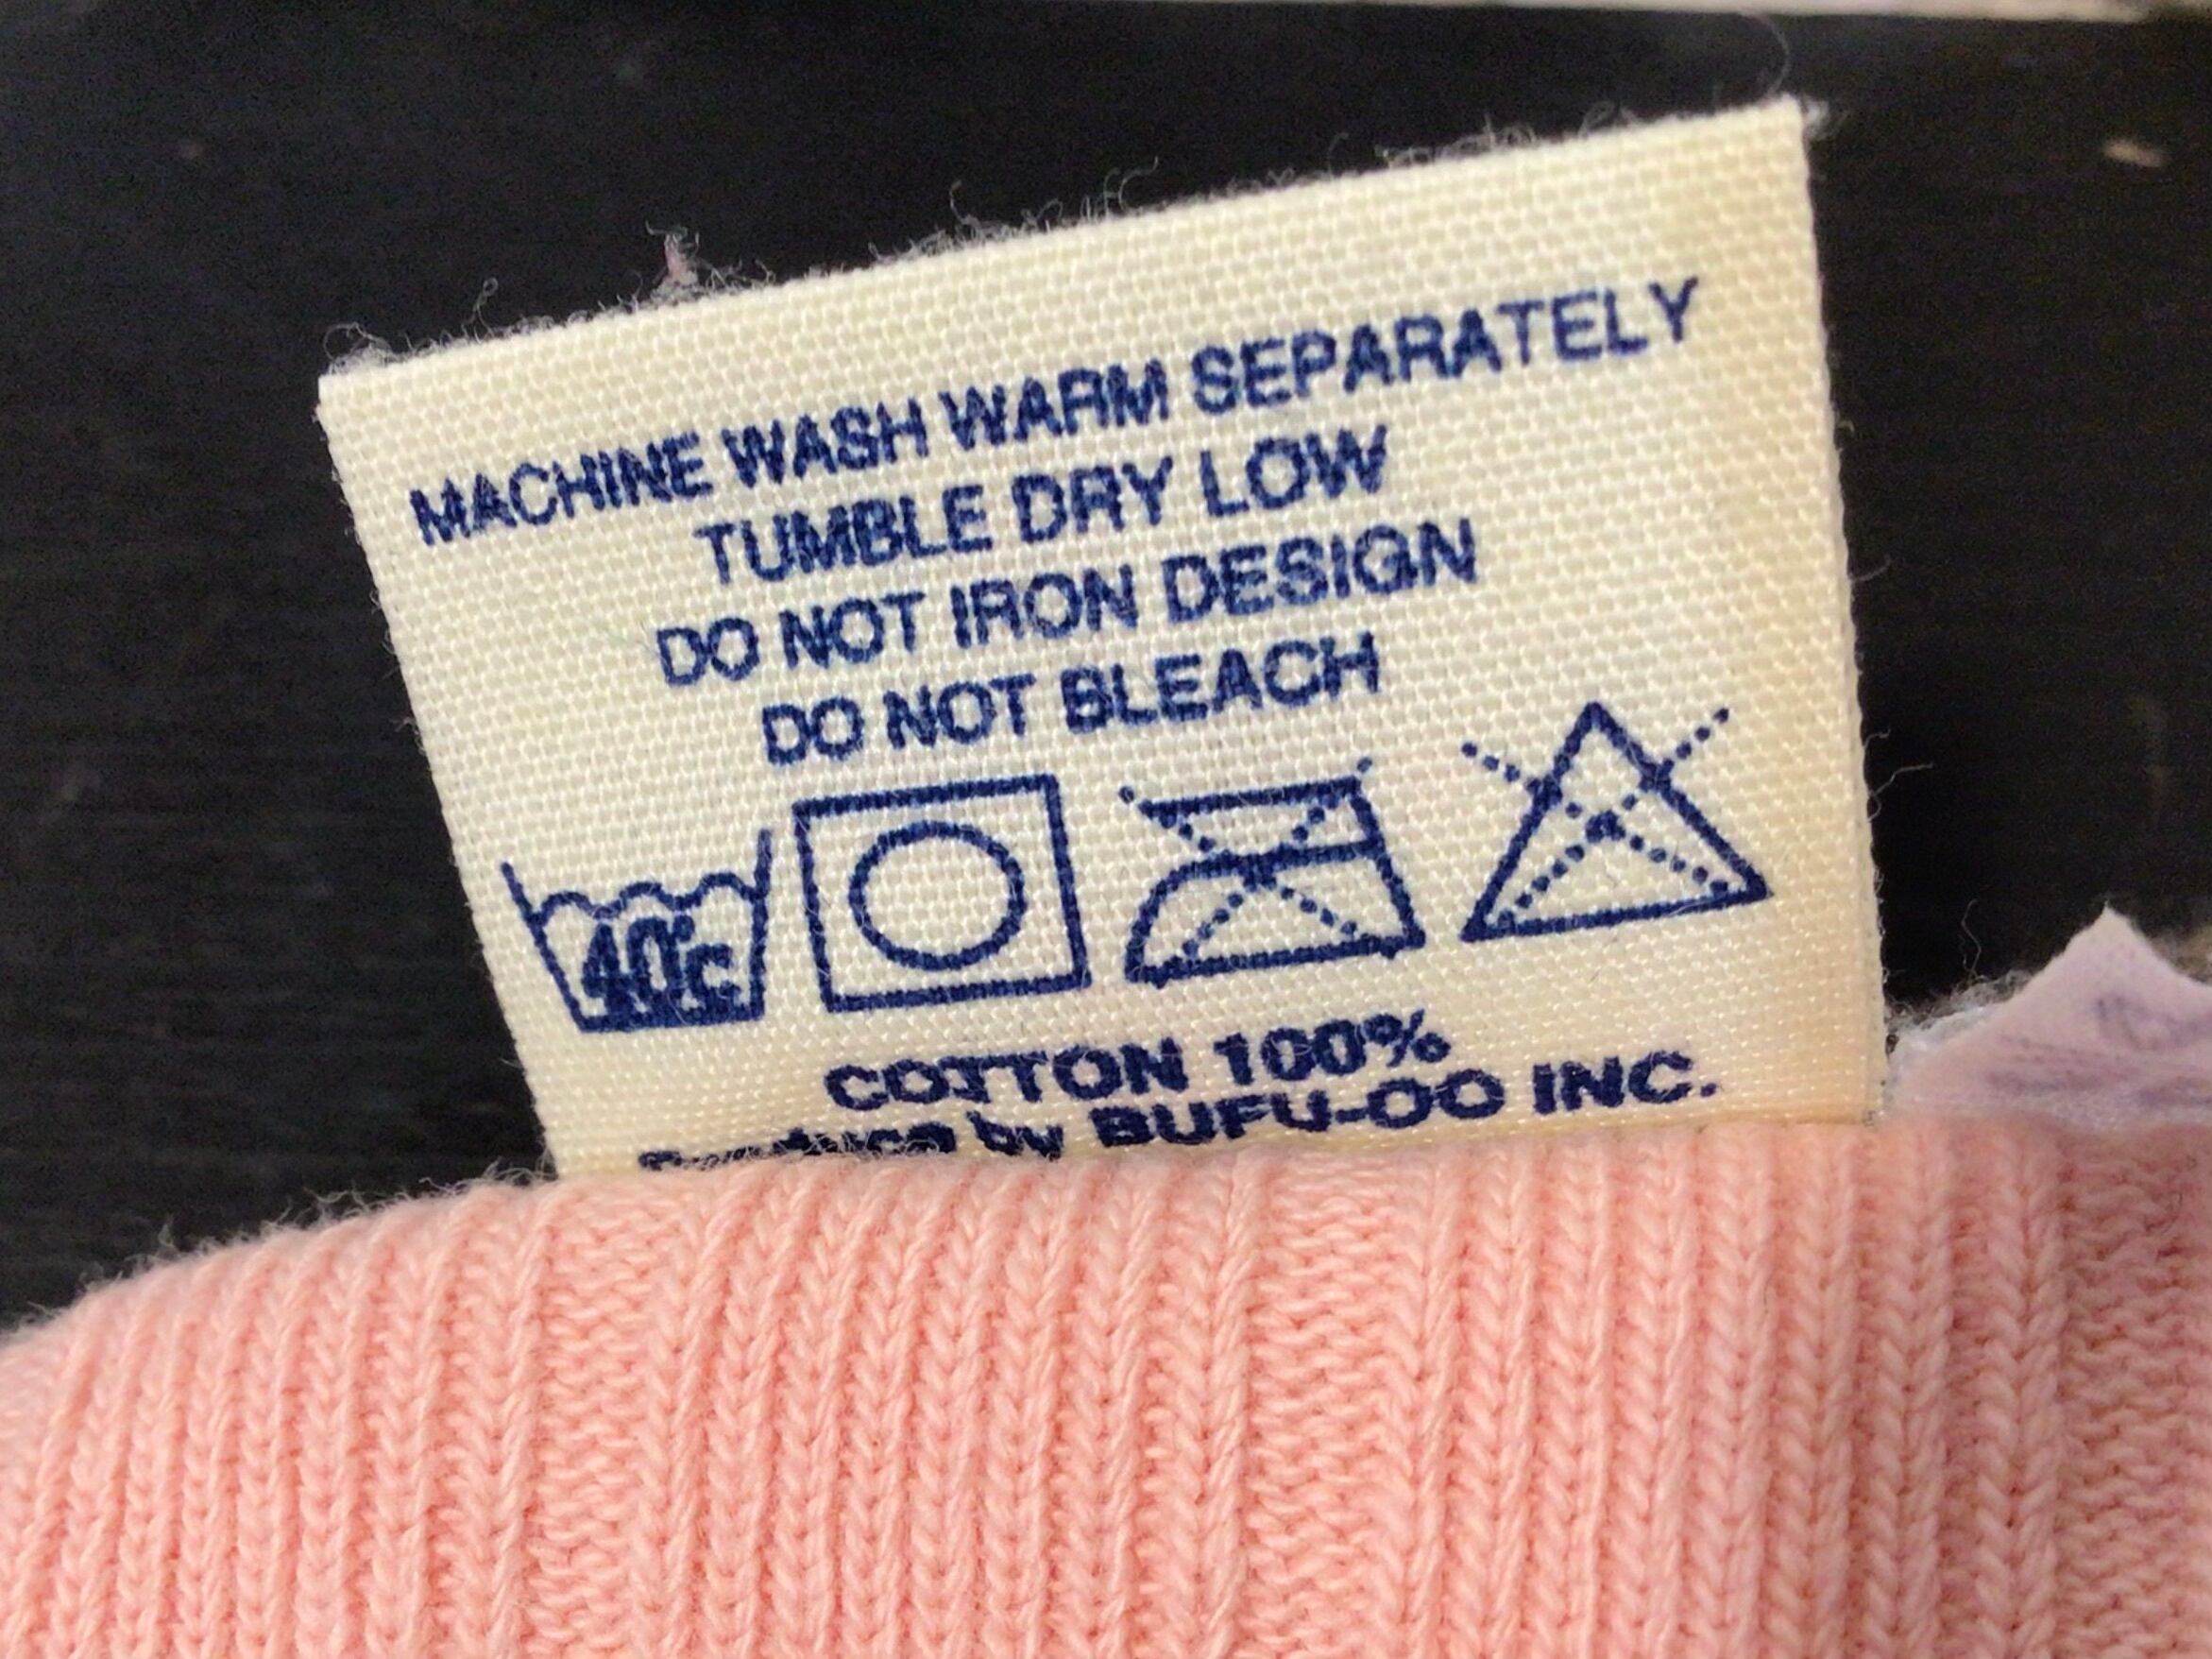 MACHINE WASH WARM SEPARATELY
TUMBLE DRY LOW
DO NOT IRON DESIGN
DO NOT BLEACH
40°C
COTTON 100%
by BUFU-OO INC.